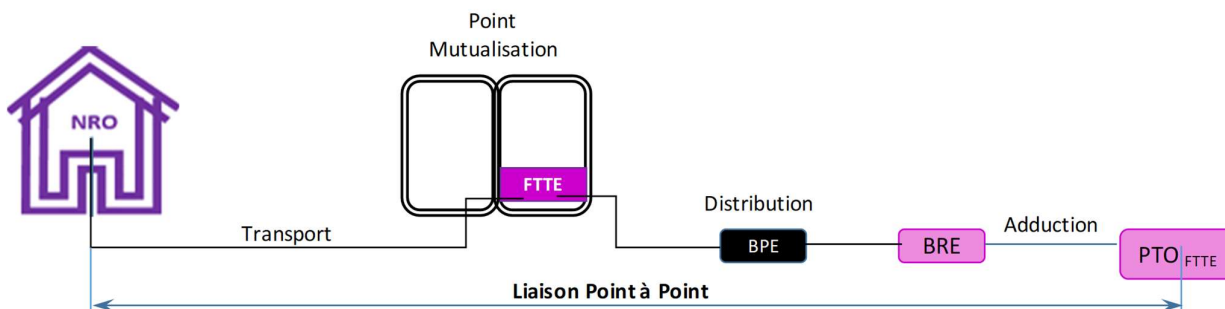 Point
Mutualisation
NRO
FTTE
Transport
Distribution
BPE
BRE
Adduction
PTO FTTE
Liaison Point à Point